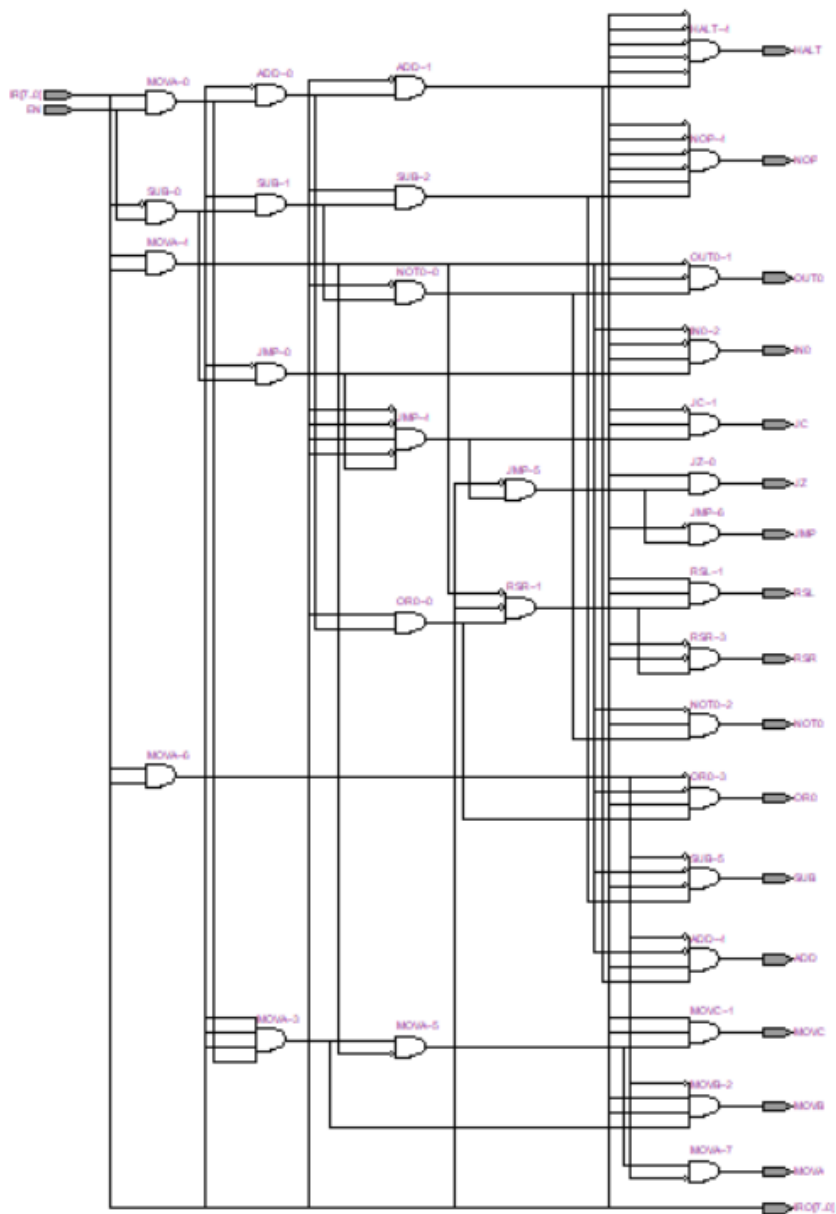 HALT~4
HALT
ADD~0
ADD~1
MOVA~0
IR[7..0]
EN
NOP~4
NOP
SUB~0
SUB~1
SUB~2
MOVA~4
OUT0~1
OUT0
NOT0~0
IN0~2
IN0
JMP~0
JC~1
JC
JMP~4
JMP~5
JZ~0
JZ
JMP~6
JMP
RSL~1
RSL
OR0~0
RSR~1
RSR~3
RSR
NOT0~2
NOT0
MOVA~6
OR0~3
OR0
SUB~5
SUB
ADD~4
ADD
MOVA~3
MOVA~5
MOVC~1
MOVC
MOVB~2
MOVB
MOVA~7
MOVA
IRO[7..0]